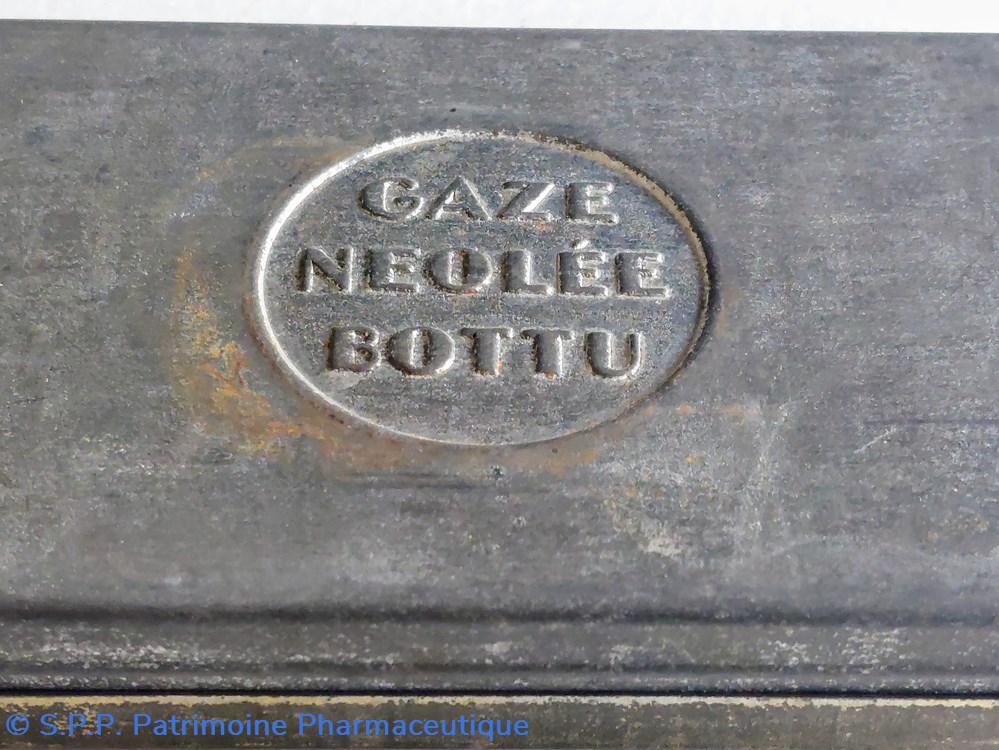 GAZE
NEOLÉE
BOTTU
© S.P.P. Patrimoine Pharmaceutique